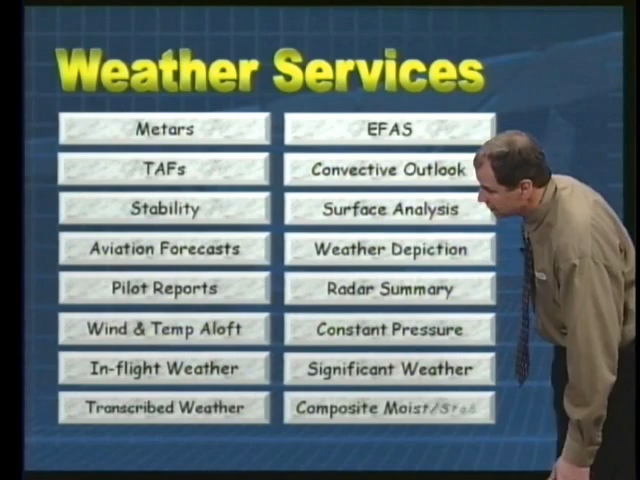 Weather Services
Metars
TAFs
Stability
Aviation Forecasts
Pilot Reports
Wind & Temp Aloft
In-flight Weather
Transcribed Weather
EFAS
Convective Outlook
Surface Analysis
Weather Depiction
Radar Summary
Constant Pressure
Significant Weather
Composite Moist/Stab